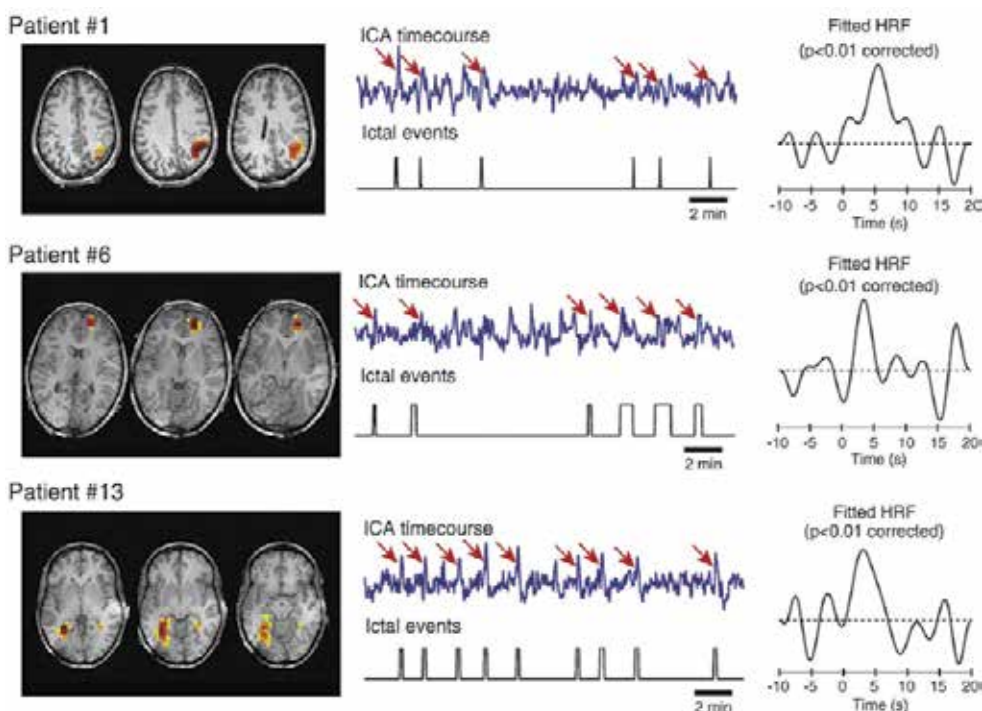 Patient #1
ICA timecourse
Ictal events
2 min
Fitted HRF
(p<0.01 corrected)
-10 -5 0 5 10 15 20
Time (s)
Patient #6
ICA timecourse
Ictal events
2 min
Fitted HRF
(p<0.01 corrected)
-10 -5 0 5 10 15 20
Time (s)
Patient #13
ICA timecourse
Ictal events
2 min
Fitted HRF
(p<0.01 corrected)
-10 -5 0 5 10 15 20
Time (s)